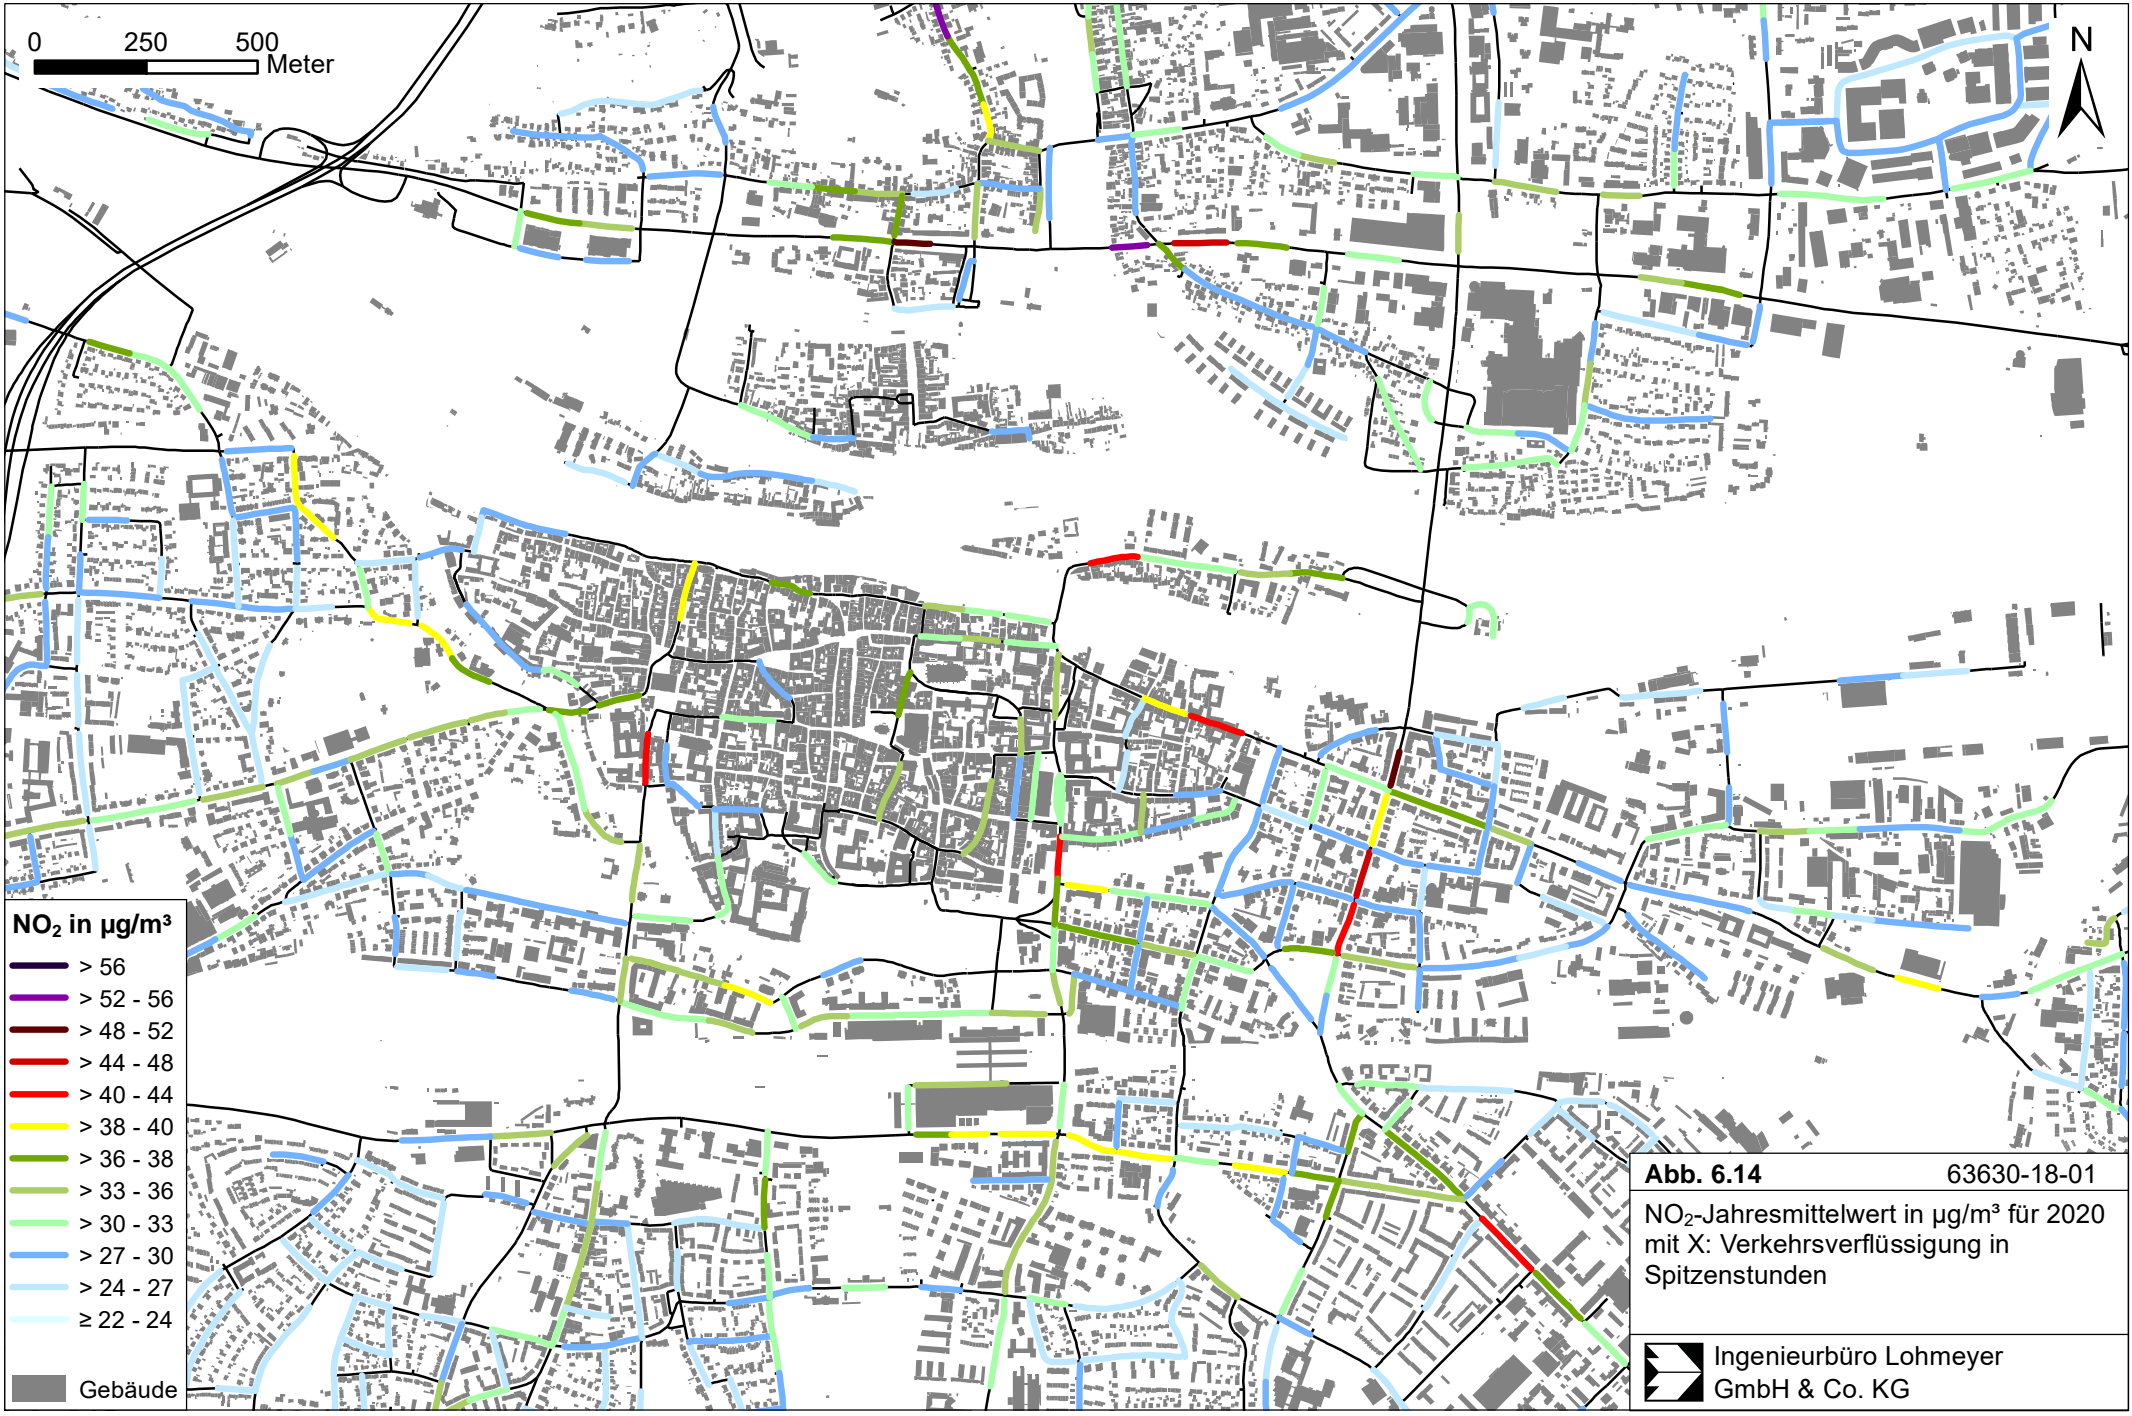 0 250 500
Meter
N
NO₂ in µg/m³
> 56
> 52 - 56
> 48 - 52
> 44 - 48
> 40 - 44
> 38 - 40
> 36 - 38
> 33 - 36
> 30 - 33
> 27 - 30
> 24 - 27
≥ 22 - 24
Gebäude
Abb. 6.14 63630-18-01
NO₂-Jahresmittelwert in µg/m³ für 2020
mit X: Verkehrsverflüssigung in
Spitzenstunden
Ingenieurbüro Lohmeyer
GmbH & Co. KG